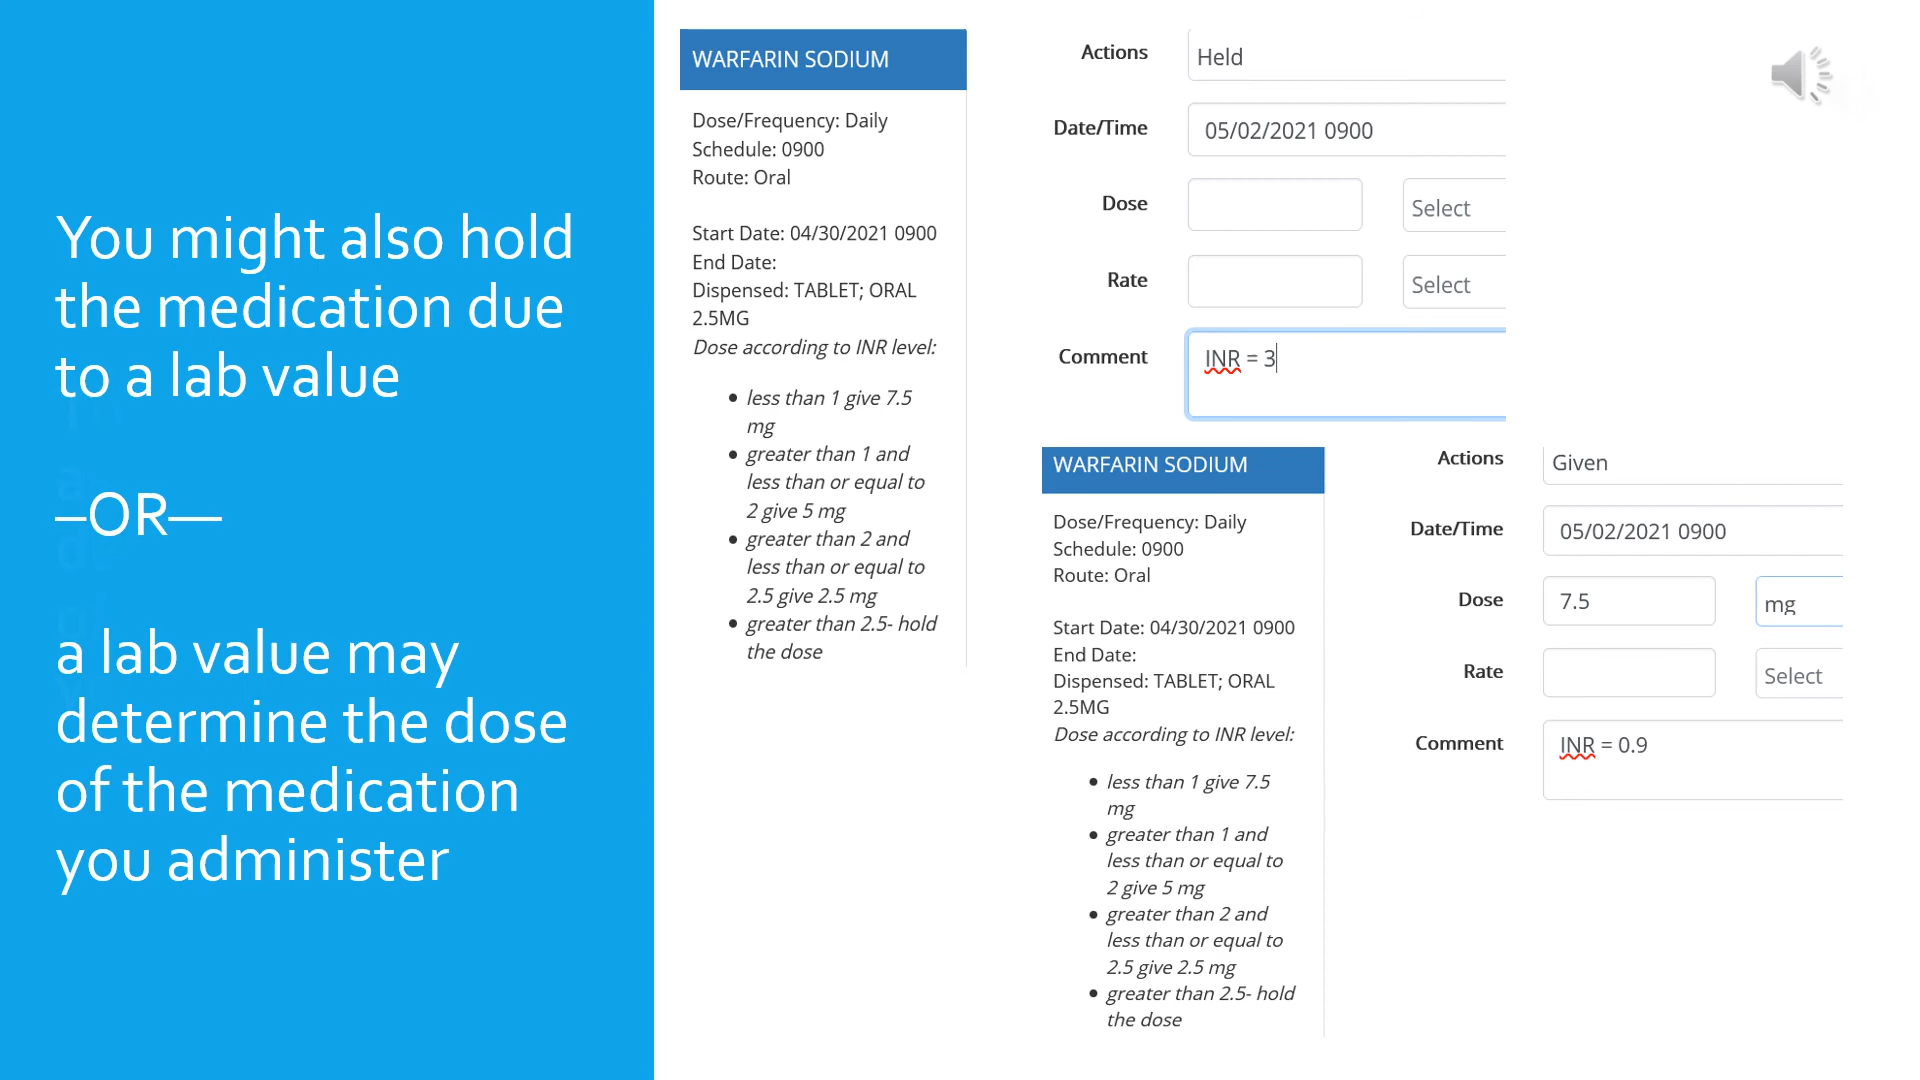 You might also hold
the medication due
to a lab value
–OR—
a lab value may
determine the dose
of the medication
you administer
WARFARIN SODIUM
Dose/Frequency: Daily
Schedule: 0900
Route: Oral
Start Date: 04/30/2021 0900
End Date:
Dispensed: TABLET; ORAL
2.5MG
Dose according to INR level:
• less than 1 give 7.5
mg
• greater than 1 and
less than or equal to
2 give 5 mg
• greater than 2 and
less than or equal to
2.5 give 2.5 mg
• greater than 2.5- hold
the dose
Actions Held
Date/Time 05/02/2021 0900
Dose Select
Rate Select
Comment INR = 3
WARFARIN SODIUM
Dose/Frequency: Daily
Schedule: 0900
Route: Oral
Start Date: 04/30/2021 0900
End Date:
Dispensed: TABLET; ORAL
2.5MG
Dose according to INR level:
• less than 1 give 7.5
mg
• greater than 1 and
less than or equal to
2 give 5 mg
• greater than 2 and
less than or equal to
2.5 give 2.5 mg
• greater than 2.5- hold
the dose
Actions Given
Date/Time 05/02/2021 0900
Dose 7.5 mg
Rate Select
Comment INR = 0.9